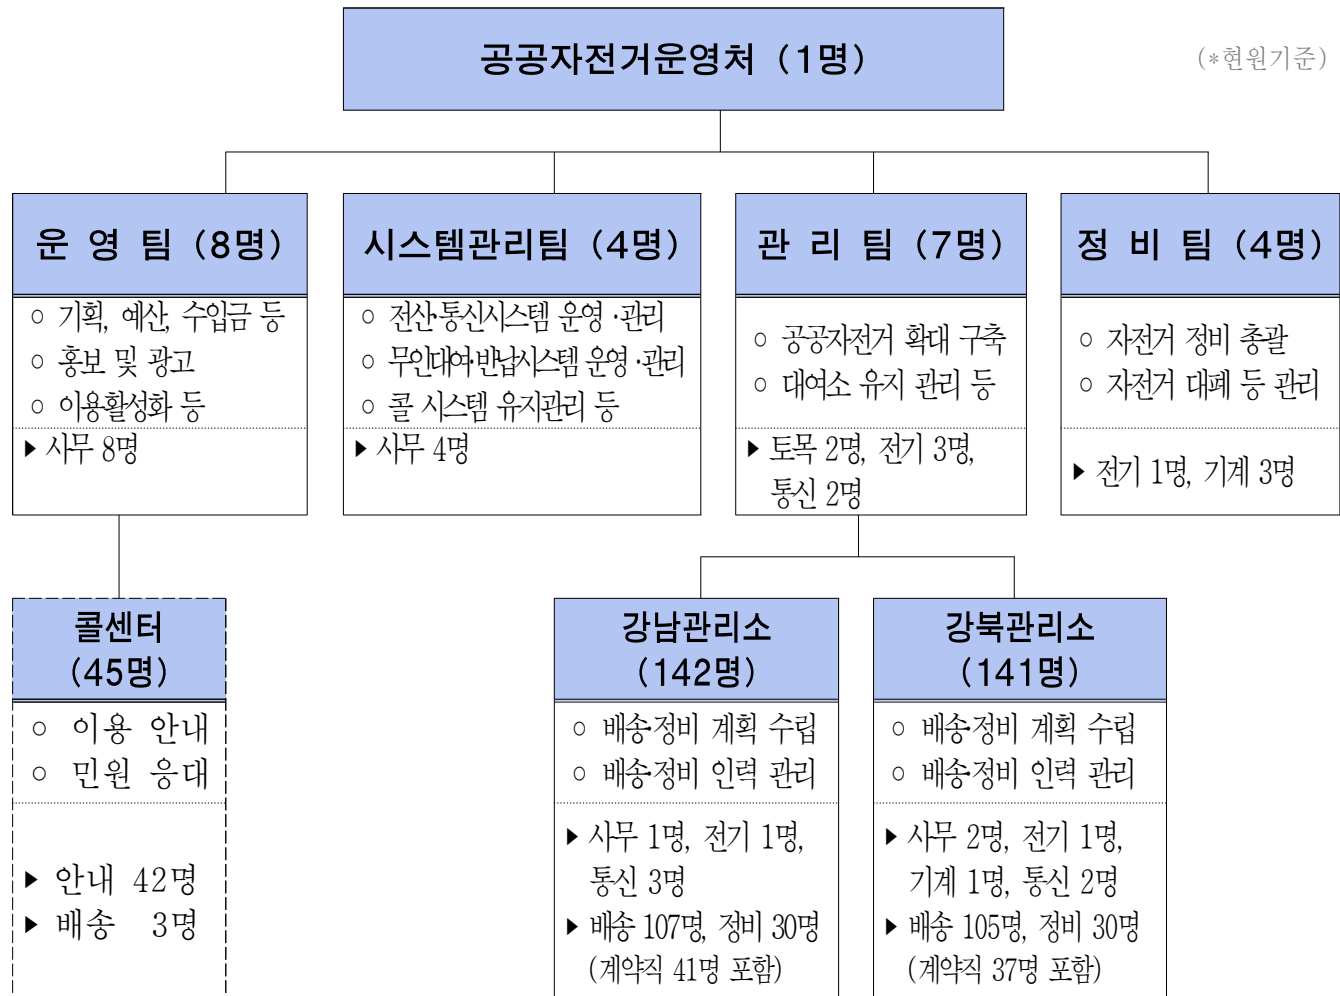 공공자전거운영처 (1명)
(*현원기준)
운 영 팀 (8명)
○ 기획, 예산, 수입금 등
○ 홍보 및 광고
○ 이용활성화 등
▶ 사무 8명
시스템관리팀 (4명)
○ 전산·통신시스템 운영·관리
○ 무인대여·반납시스템 운영·관리
○ 콜 시스템 유지관리 등
▶ 사무 4명
관 리 팀 (7명)
○ 공공자전거 확대 구축
○ 대여소 유지 관리 등
▶ 토목 2명, 전기 3명,
통신 2명
정 비 팀 (4명)
○ 자전거 정비 총괄
○ 자전거 대폐 등 관리
▶ 전기 1명, 기계 3명
콜센터
(45명)
○ 이용 안내
○ 민원 응대
▶ 안내 42명
▶ 배송 3명
강남관리소
(142명)
○ 배송·정비 계획 수립
○ 배송·정비 인력 관리
▶ 사무 1명, 전기 1명,
통신 3명
▶ 배송 107명, 정비 30명
(계약직 41명 포함)
강북관리소
(141명)
○ 배송·정비 계획 수립
○ 배송·정비 인력 관리
▶ 사무 2명, 전기 1명,
기계 1명, 통신 2명
▶ 배송 105명, 정비 30명
(계약직 37명 포함)